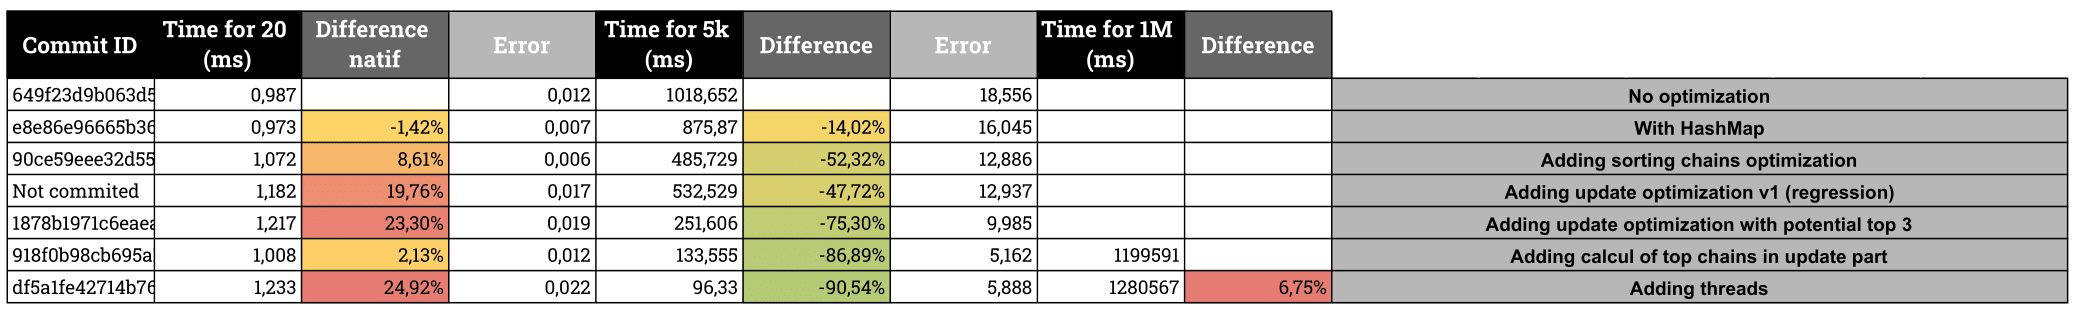 Commit ID Time for 20 (ms) Difference natif Error Time for 5k (ms) Difference Error Time for 1M (ms) Difference
649f23d9b063d5 0,987 0,012 1018,652 18,556 No optimization
e8e86e96665b36 0,973 -1,42% 0,007 875,87 -14,02% 16,045 With HashMap
90ce59eee32d55 1,072 8,61% 0,006 485,729 -52,32% 12,886 Adding sorting chains optimization
Not commited 1,182 19,76% 0,017 532,529 -47,72% 12,937 Adding update optimization v1 (regression)
1878b1971c6eaea 1,217 23,30% 0,019 251,606 -75,30% 9,985 Adding update optimization with potential top 3
918f0b98cb695a 1,008 2,13% 0,012 133,555 -86,89% 5,162 1199591 Adding calcul of top chains in update part
df5a1fe42714b76 1,233 24,92% 0,022 96,33 -90,54% 5,888 1280567 6,75% Adding threads